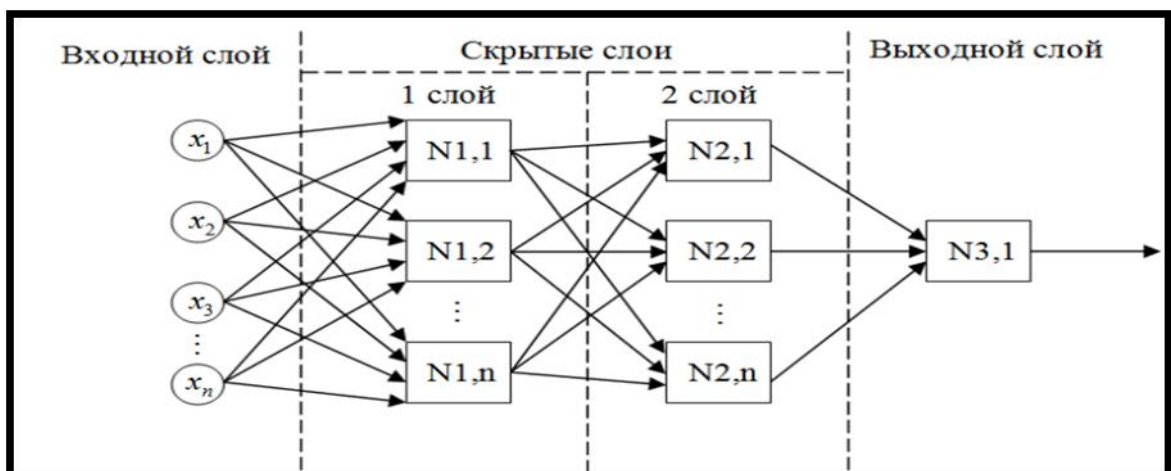 Входной слой
Скрытые слои
Выходной слой
1 слой
2 слой
x₁
N1,1
N2,1
x₂
N1,2
N2,2
N3,1
x₃
⋮
⋮
⋮
xₙ
N1,n
N2,n